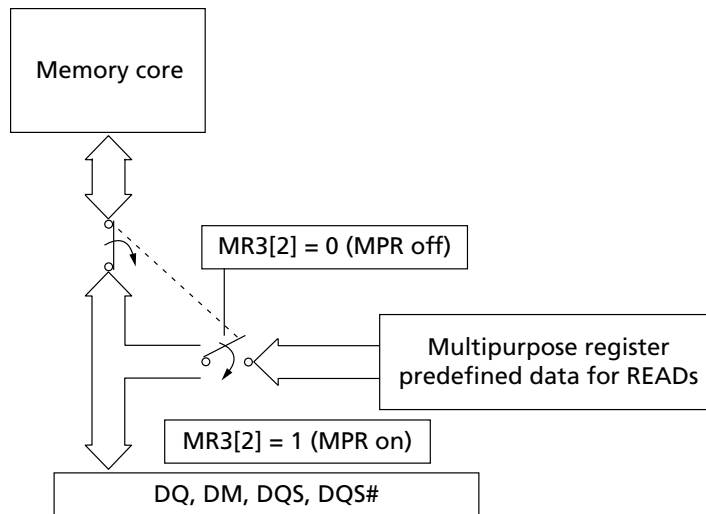 Memory core
MR3[2] = 0 (MPR off)
Multipurpose register
predefined data for READs
MR3[2] = 1 (MPR on)
DQ, DM, DQS, DQS#